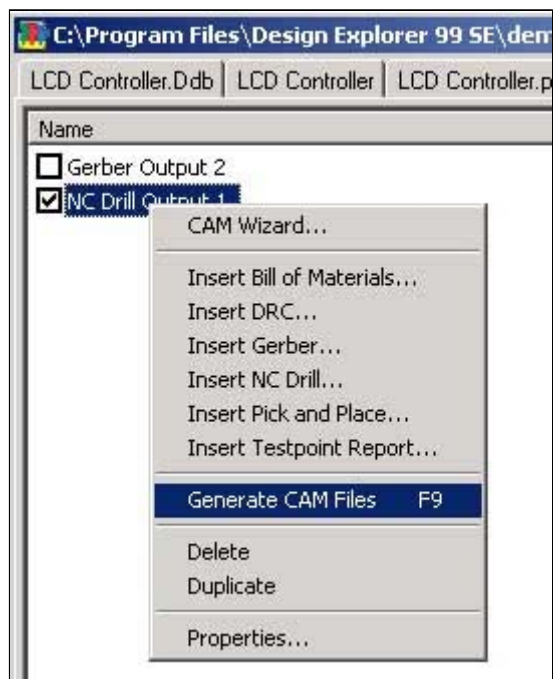 C:\Program Files\Design Explorer 99 SE\dem
LCD Controller.Ddb LCD Controller LCD Controller.p
Name
Gerber Output 2
NC Drill Output 1
CAM Wizard...
Insert Bill of Materials...
Insert DRC...
Insert Gerber...
Insert NC Drill...
Insert Pick and Place...
Insert Testpoint Report...
Generate CAM Files F9
Delete
Duplicate
Properties...